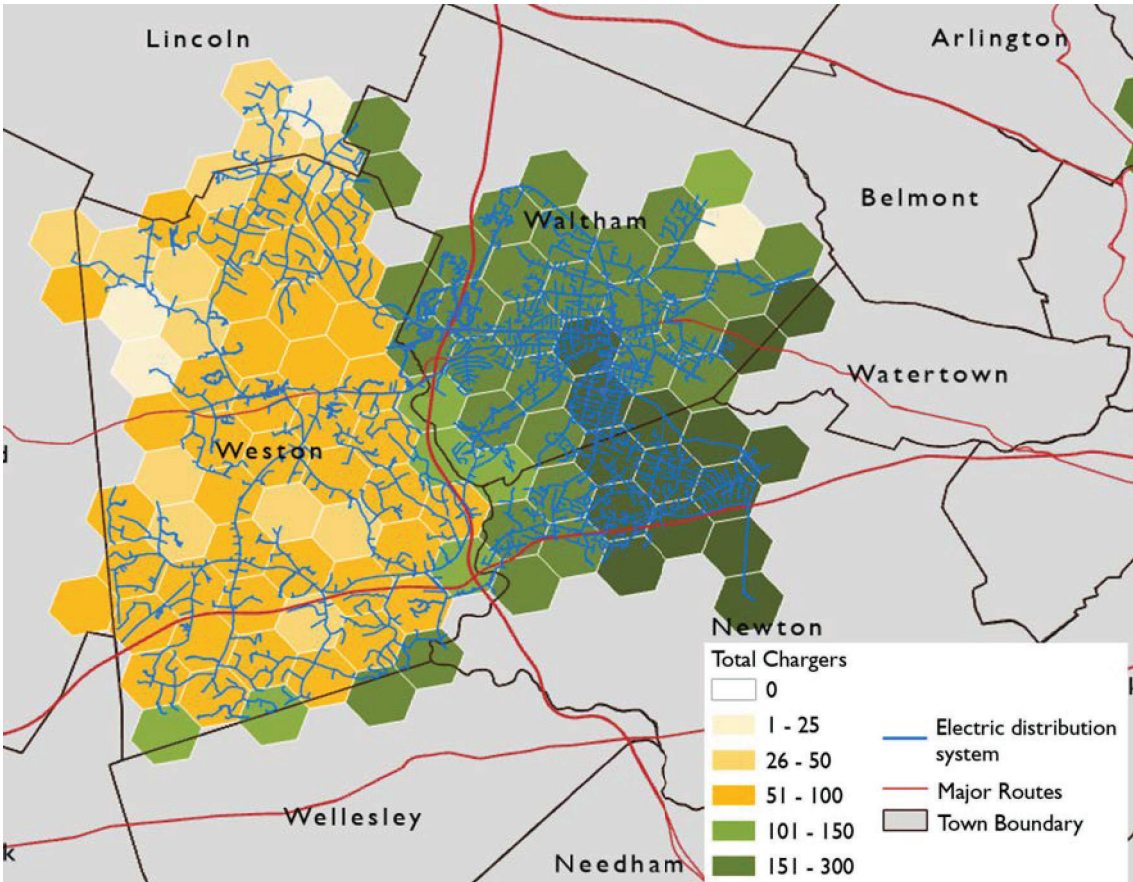 Lincoln
Arlington
Waltham
Belmont
Watertown
Weston
Newton
Wellesley
Needham
Total Chargers
0
1 - 25
26 - 50
51 - 100
101 - 150
151 - 300
Electric distribution
system
Major Routes
Town Boundary